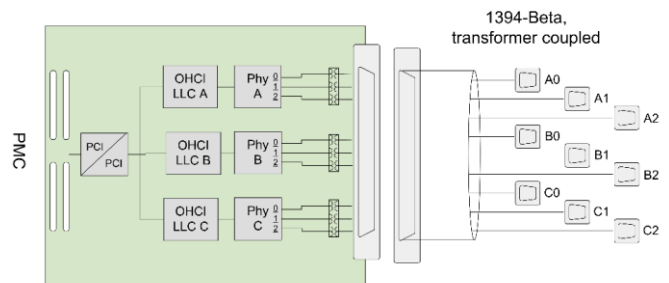 1394-Beta,
transformer coupled
PMC
PCI
PCI
OHCI
LLC A
Phy
A
0
1
2
OHCI
LLC B
Phy
B
0
1
2
OHCI
LLC C
Phy
C
0
1
2
A0
A1
A2
B0
B1
B2
C0
C1
C2